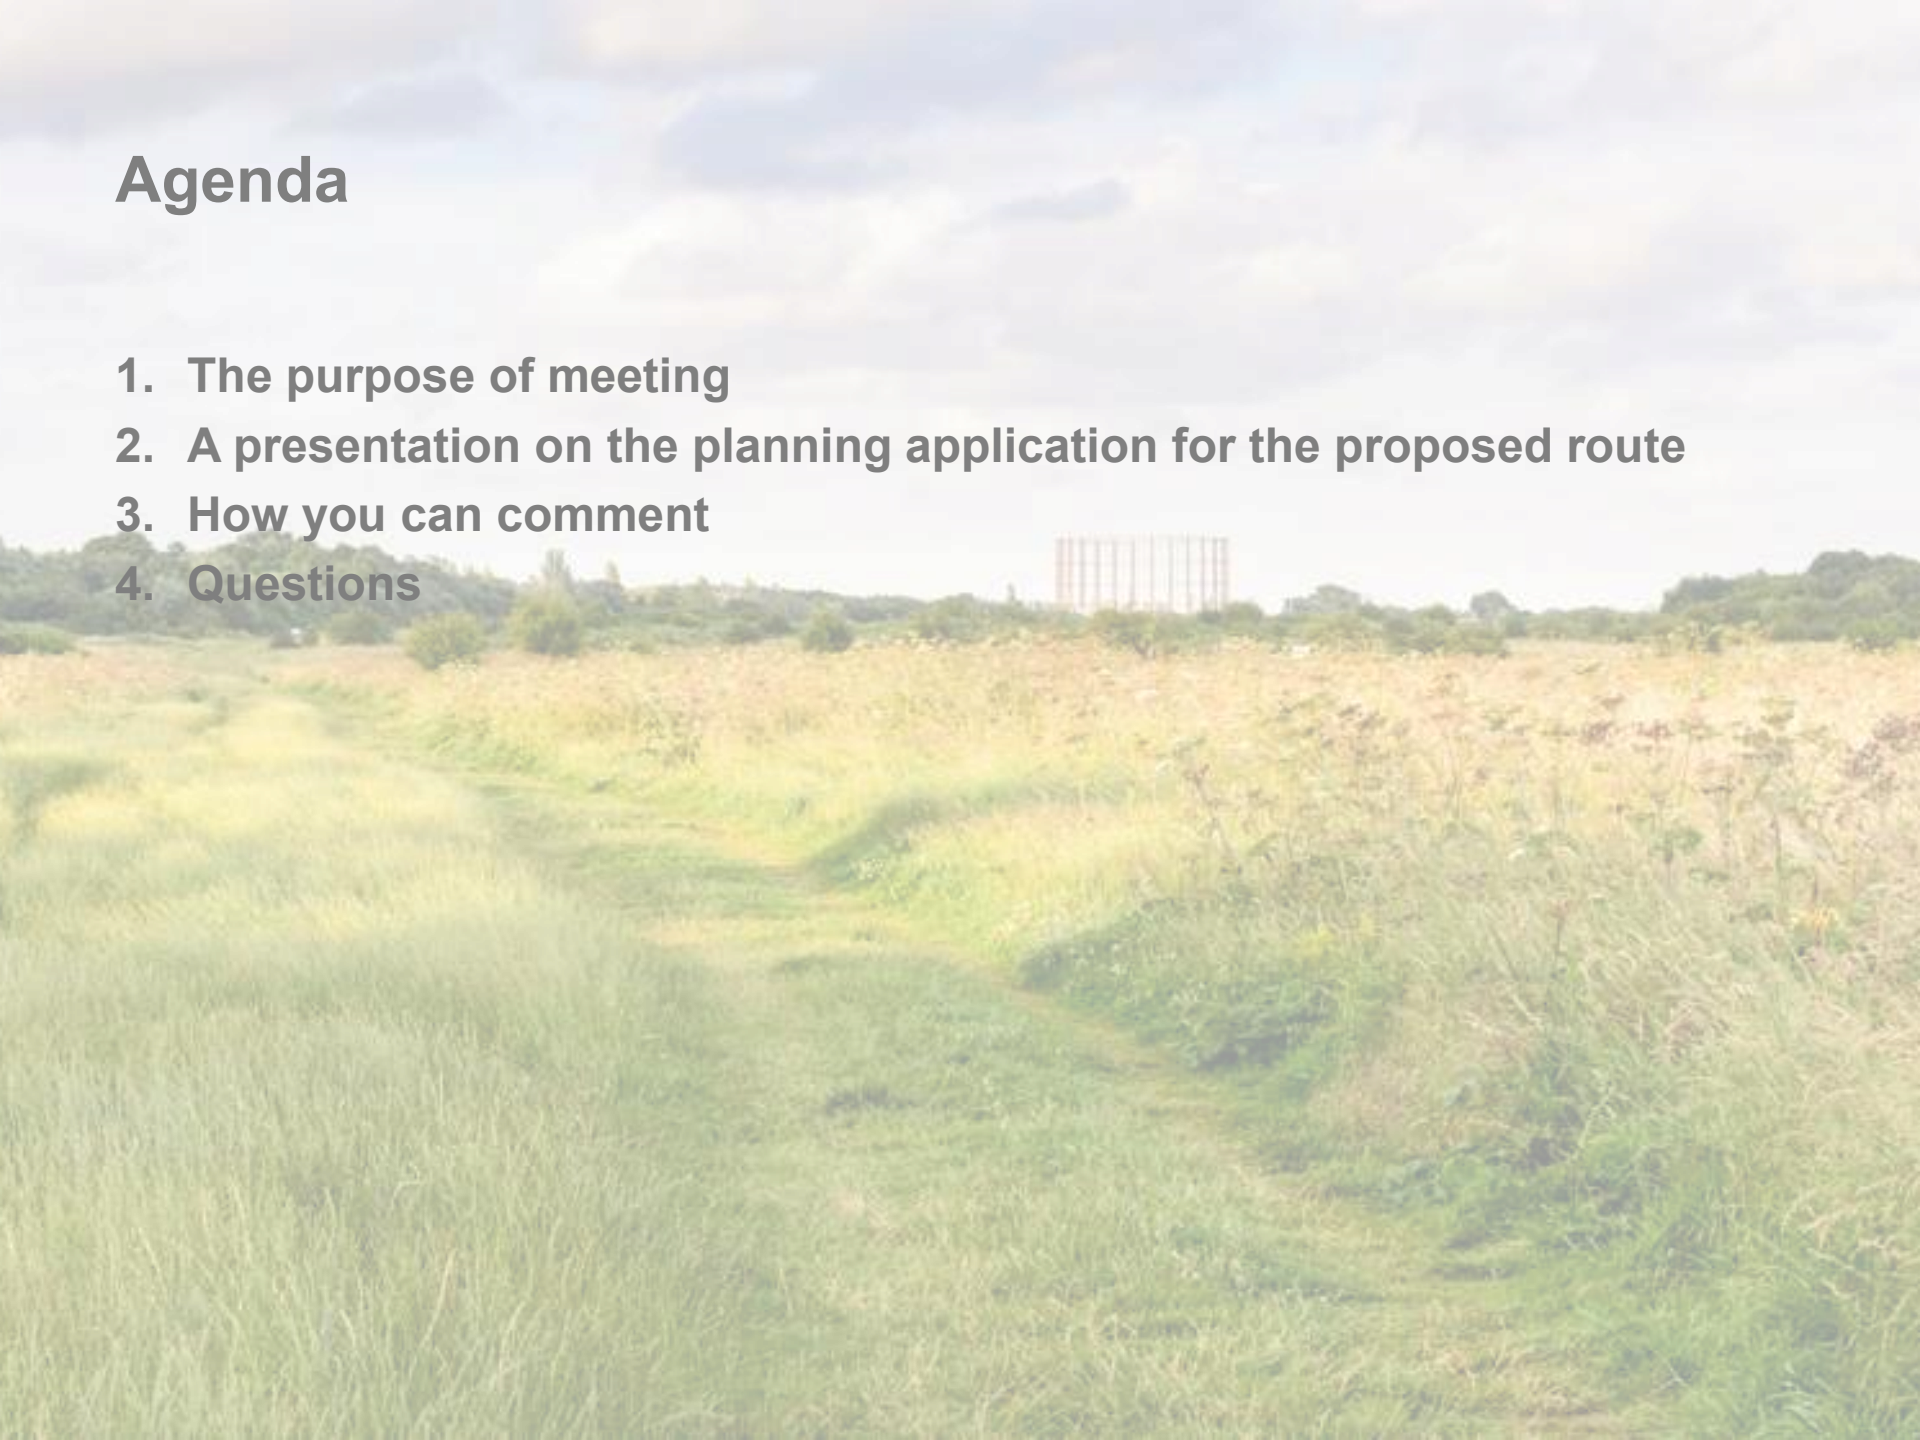 Agenda
1. The purpose of meeting
2. A presentation on the planning application for the proposed route
3. How you can comment
4. Questions